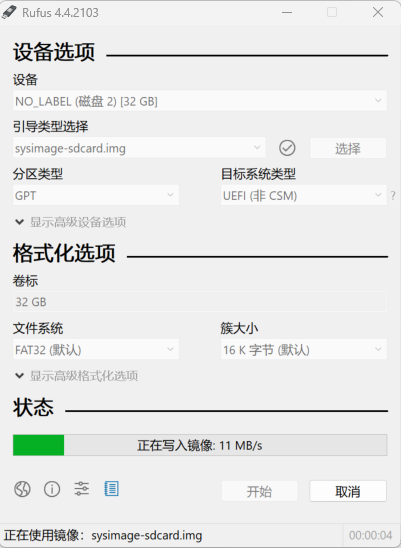 Rufus 4.4.2103
设备选项
设备
NO_LABEL (磁盘 2) [32 GB]
引导类型选择
sysimage-sdcard.img
选择
分区类型
目标系统类型
GPT
UEFI (非 CSM)
?
显示高级设备选项
格式化选项
卷标
32 GB
文件系统
簇大小
FAT32 (默认)
16 K 字节 (默认)
显示高级格式化选项
状态
正在写入镜像: 11 MB/s
开始
取消
正在使用镜像：sysimage-sdcard.img
00:00:04